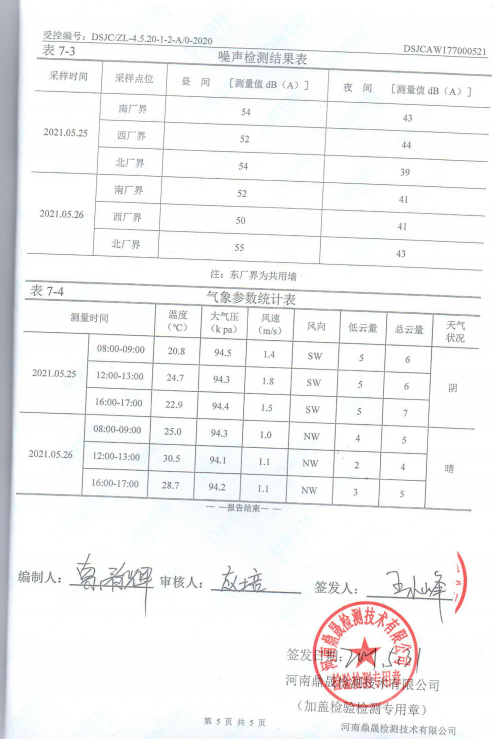 受控编号：DSJC/ZL-4.5.20-1-2-A/0-2020
DSJCAW177000521
表 7-3 噪声检测结果表
采样时间 采样点位 昼 间 [测量值 dB（A）] 夜 间 [测量值 dB（A）]
2021.05.25
南厂界 54 43
西厂界 52 44
北厂界 54 39
2021.05.26
南厂界 52 41
西厂界 50 41
北厂界 55 43
注：东厂界为共用墙
表 7-4 气象参数统计表
测量时间 温度（℃） 大气压（k pa） 风速（m/s） 风向 低云量 总云量 天气状况
2021.05.25 阴
08:00-09:00 20.8 94.5 1.4 SW 5 6
12:00-13:00 24.7 94.3 1.8 SW 5 6
16:00-17:00 22.9 94.4 1.5 SW 5 7
2021.05.26 晴
08:00-09:00 25.0 94.3 1.0 NW 4 5
12:00-13:00 30.5 94.1 1.1 NW 2 4
16:00-17:00 28.7 94.2 1.1 NW 3 5
— —报告结束— —
编制人： 审核人： 签发人：
河南鼎晟检测技术有限公司
检验检测专用章
签发日期：2021.5.31
河南鼎晟检测技术有限公司
（加盖检验检测专用章）
第 5 页 共 5 页
河南鼎晟检测技术有限公司